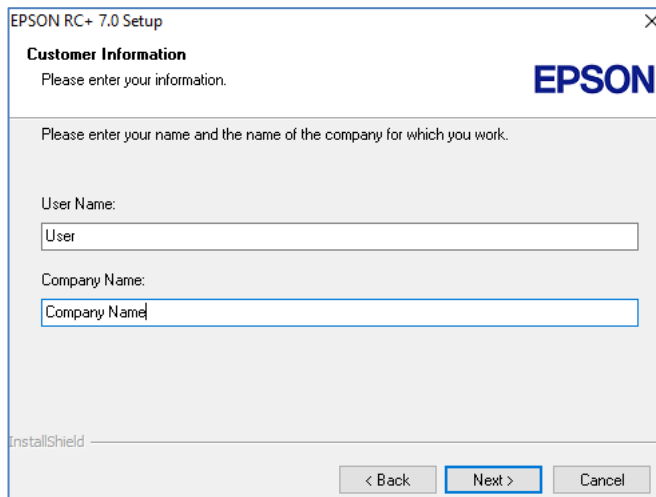 EPSON RC+ 7.0 Setup
Customer Information
Please enter your information.
EPSON
Please enter your name and the name of the company for which you work.
User Name:
User
Company Name:
Company Name
InstallShield
< Back
Next >
Cancel